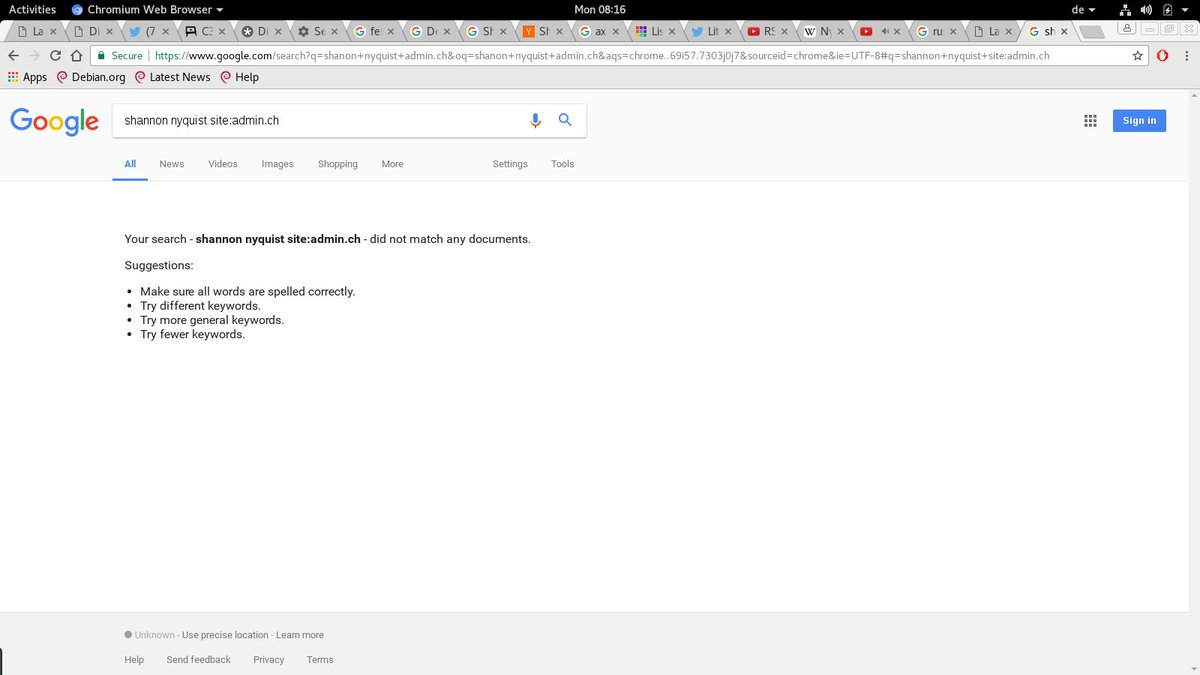 Activities Chromium Web Browser Mon 08:16 de
La Di (7 C3 Di Se fe D Sh Sh ax Lis Lit RS Ny ru La sh
Secure https://www.google.com/search?q=shanon+nyquist+admin.ch&oq=shanon+nyquist+admin.ch&aqs=chrome..69i57.7303j0j7&sourceid=chrome&ie=UTF-8#q=shannon+nyquist+site:admin.ch
Apps Debian.org Latest News Help
Google shannon nyquist site:admin.ch Sign in
All News Videos Images Shopping More Settings Tools
Your search - shannon nyquist site:admin.ch - did not match any documents.
Suggestions:
Make sure all words are spelled correctly.
Try different keywords.
Try more general keywords.
Try fewer keywords.
Unknown - Use precise location - Learn more
Help Send feedback Privacy Terms